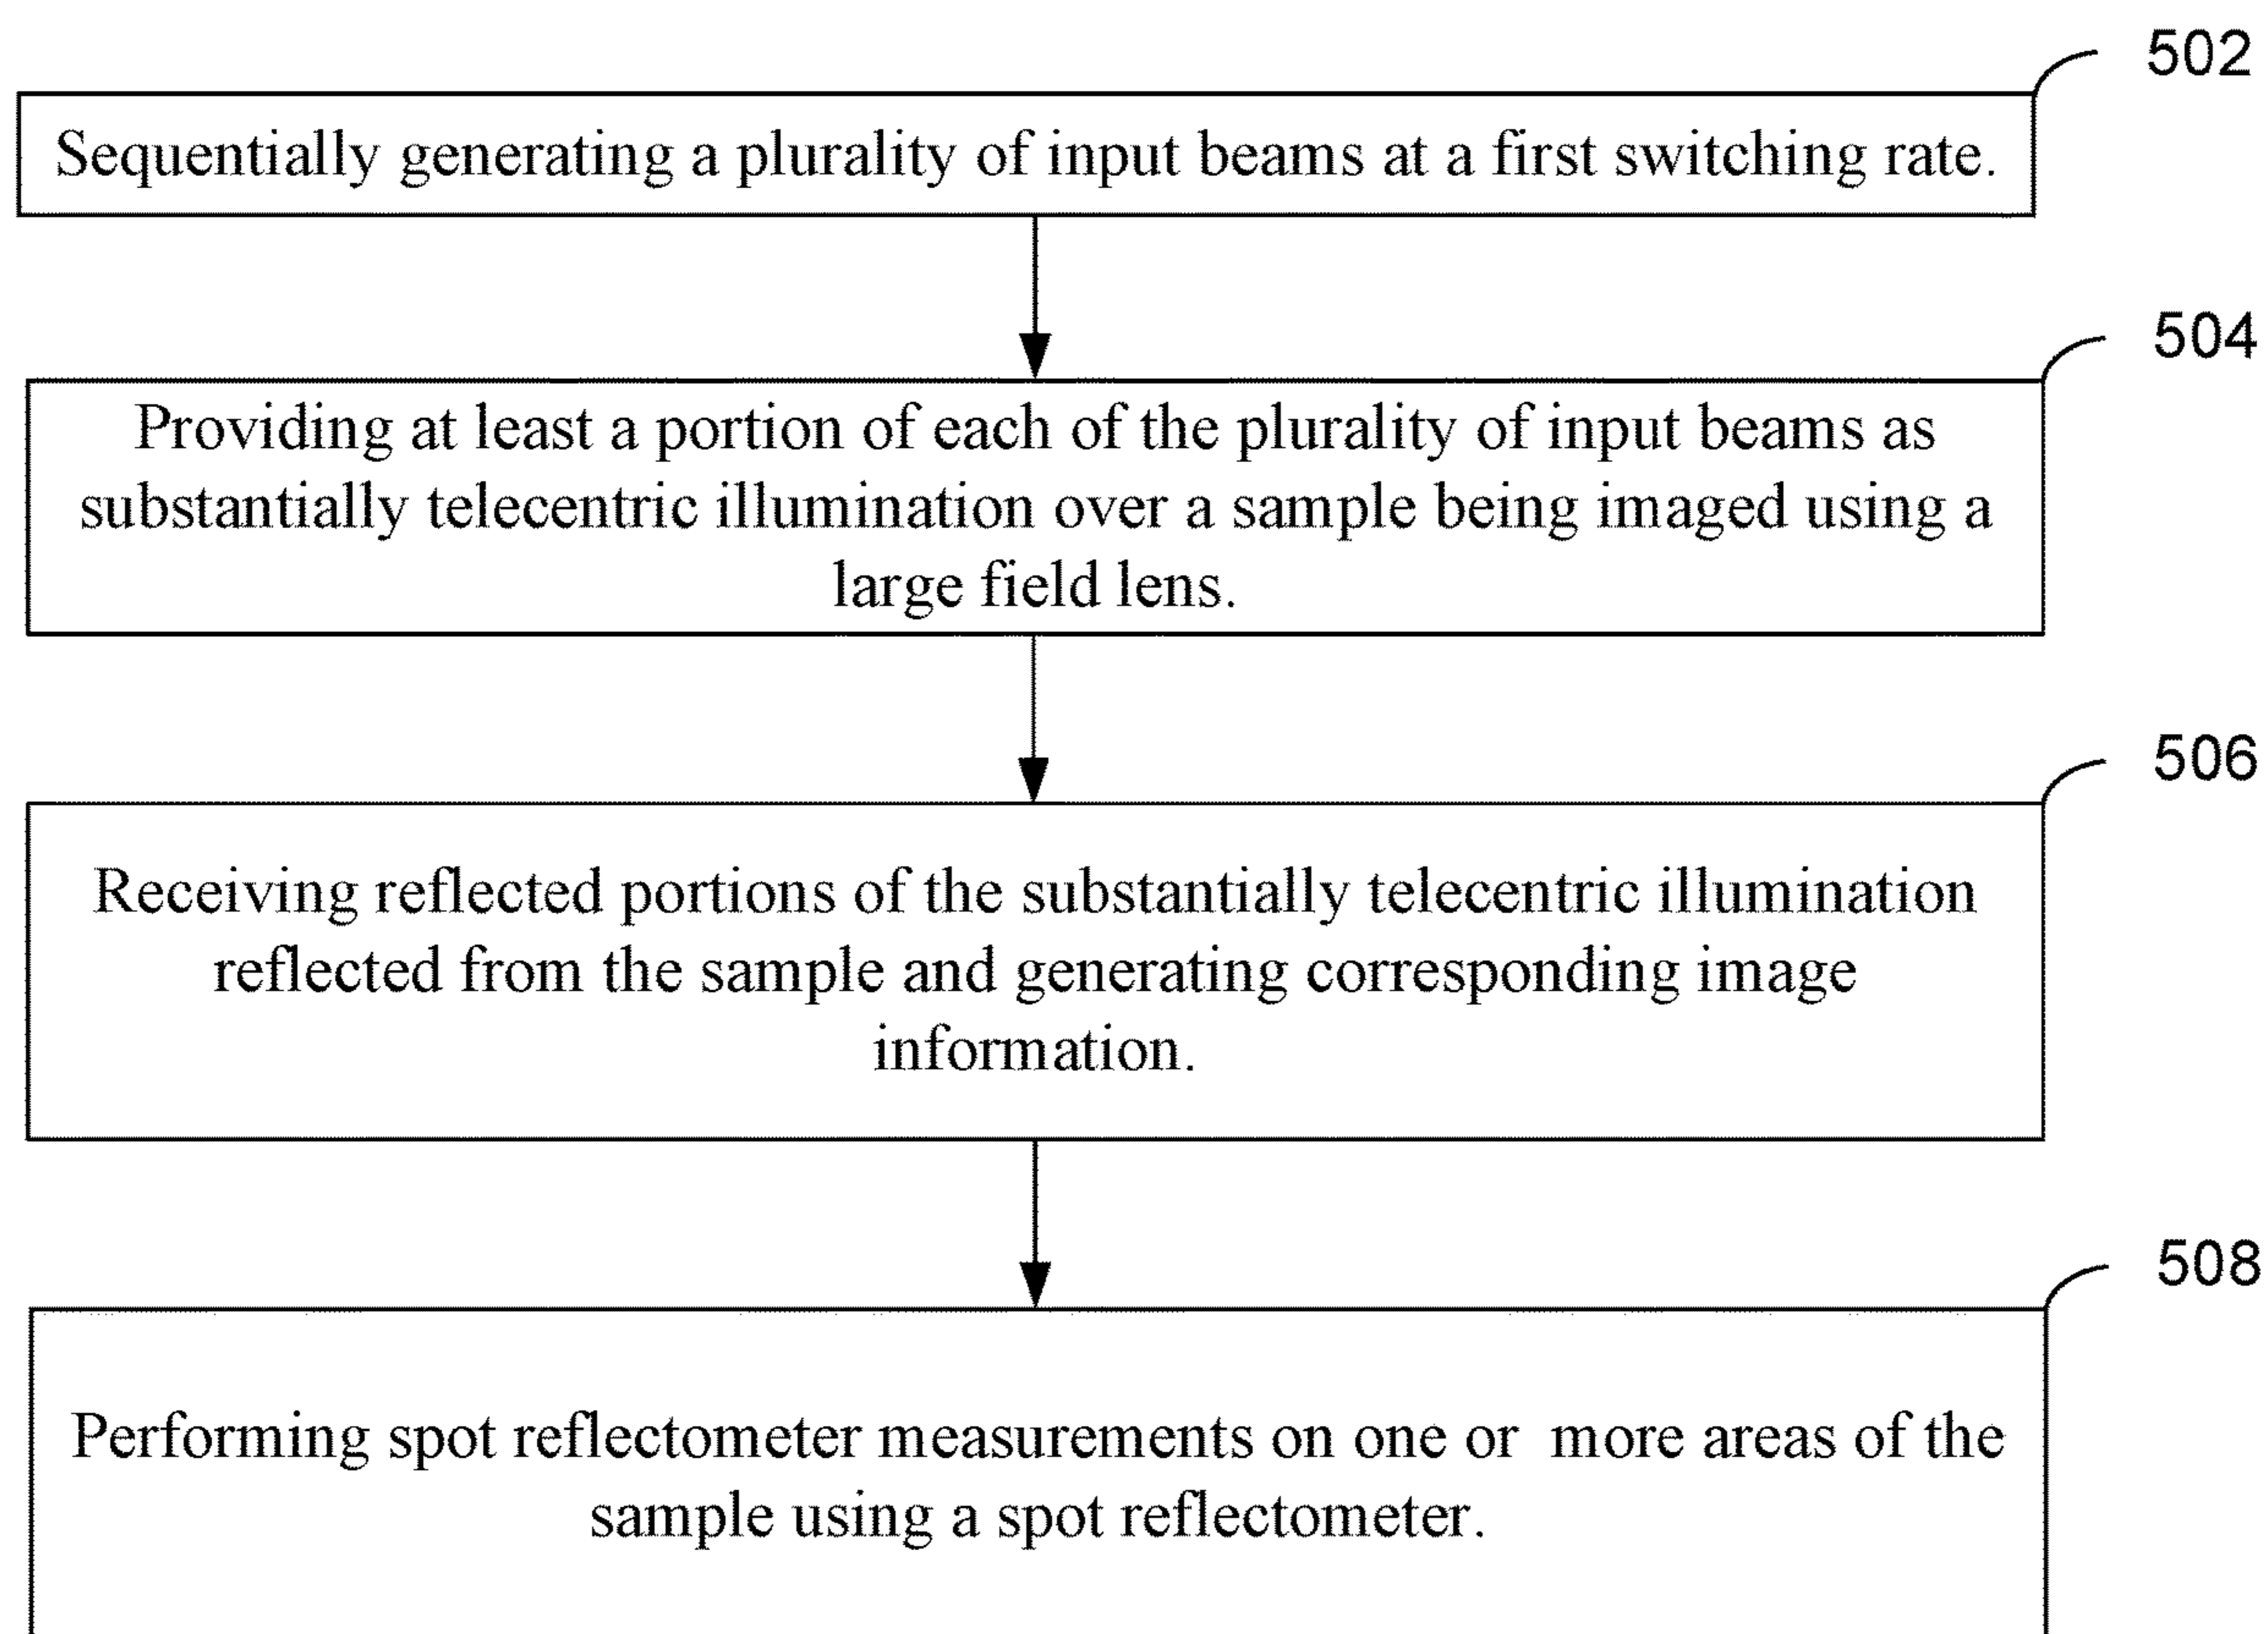 502
Sequentially generating a plurality of input beams at a first switching rate.
504
Providing at least a portion of each of the plurality of input beams as
substantially telecentric illumination over a sample being imaged using a
large field lens.
506
Receiving reflected portions of the substantially telecentric illumination
reflected from the sample and generating corresponding image
information.
508
Performing spot reflectometer measurements on one or more areas of the
sample using a spot reflectometer.